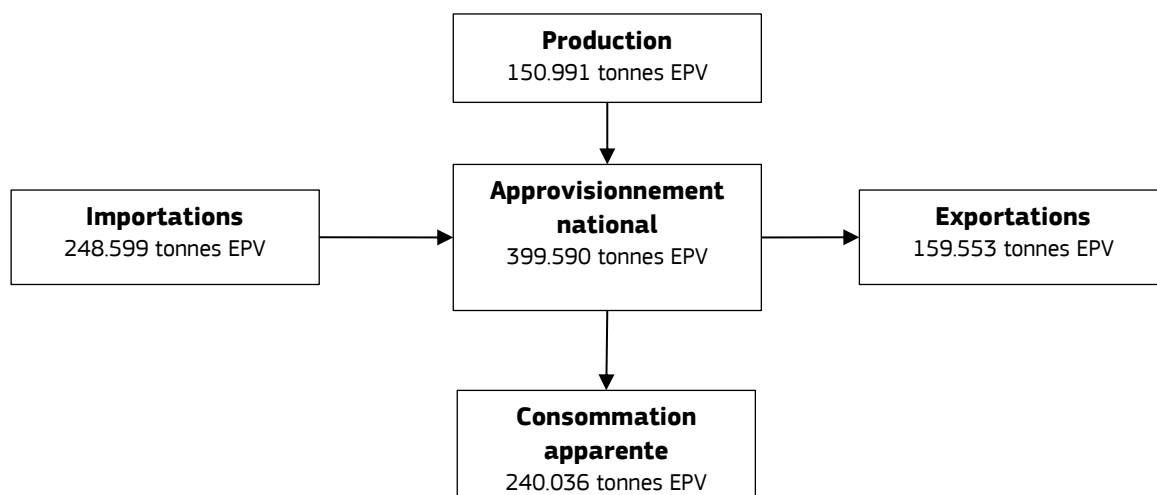 Production
150.991 tonnes EPV
Approvisionnement
national
399.590 tonnes EPV
Importations
248.599 tonnes EPV
Exportations
159.553 tonnes EPV
Consommation
apparente
240.036 tonnes EPV